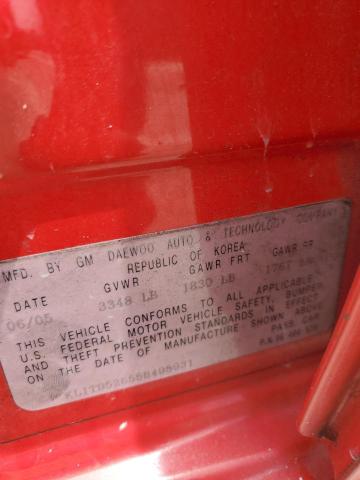 MFD. BY GM DAEWOO AUTO & TECHNOLOGY COMPANY
REPUBLIC OF KOREA
DATE GVWR GAWR FRT GAWR RR
06/05 3348 LB 1830 LB 1767 LB
THIS VEHICLE CONFORMS TO ALL APPLICABLE
U.S. FEDERAL MOTOR VEHICLE SAFETY, BUMPER,
AND THEFT PREVENTION STANDARDS IN EFFECT
ON THE DATE OF MANUFACTURE SHOWN ABOVE
PASS. CAR